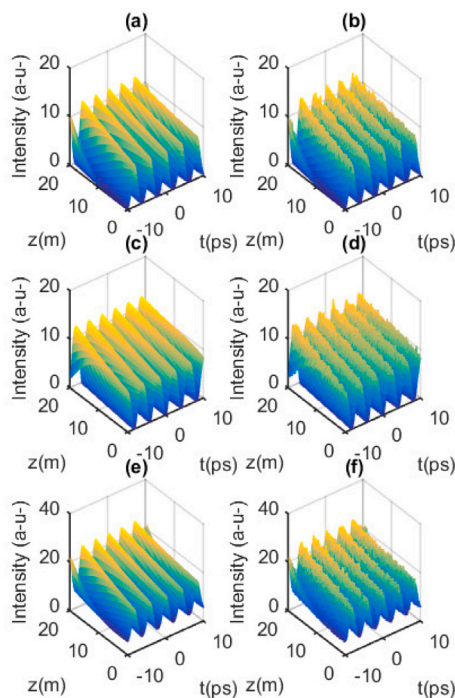 (a) (b)
Intensity (a-u-) 20 10 0 Intensity (a-u-) 20 10 0
20 10 0 -10 0 10 20 10 0 -10 0 10
z(m) t(ps) z(m) t(ps)
(c) (d)
Intensity (a-u-) 20 10 0 Intensity (a-u-) 20 10 0
20 10 0 -10 0 10 20 10 0 -10 0 10
z(m) t(ps) z(m) t(ps)
(e) (f)
Intensity (a-u-) 40 20 0 Intensity (a-u-) 40 20 0
20 10 0 -10 0 10 20 10 0 -10 0 10
z(m) t(ps) z(m) t(ps)